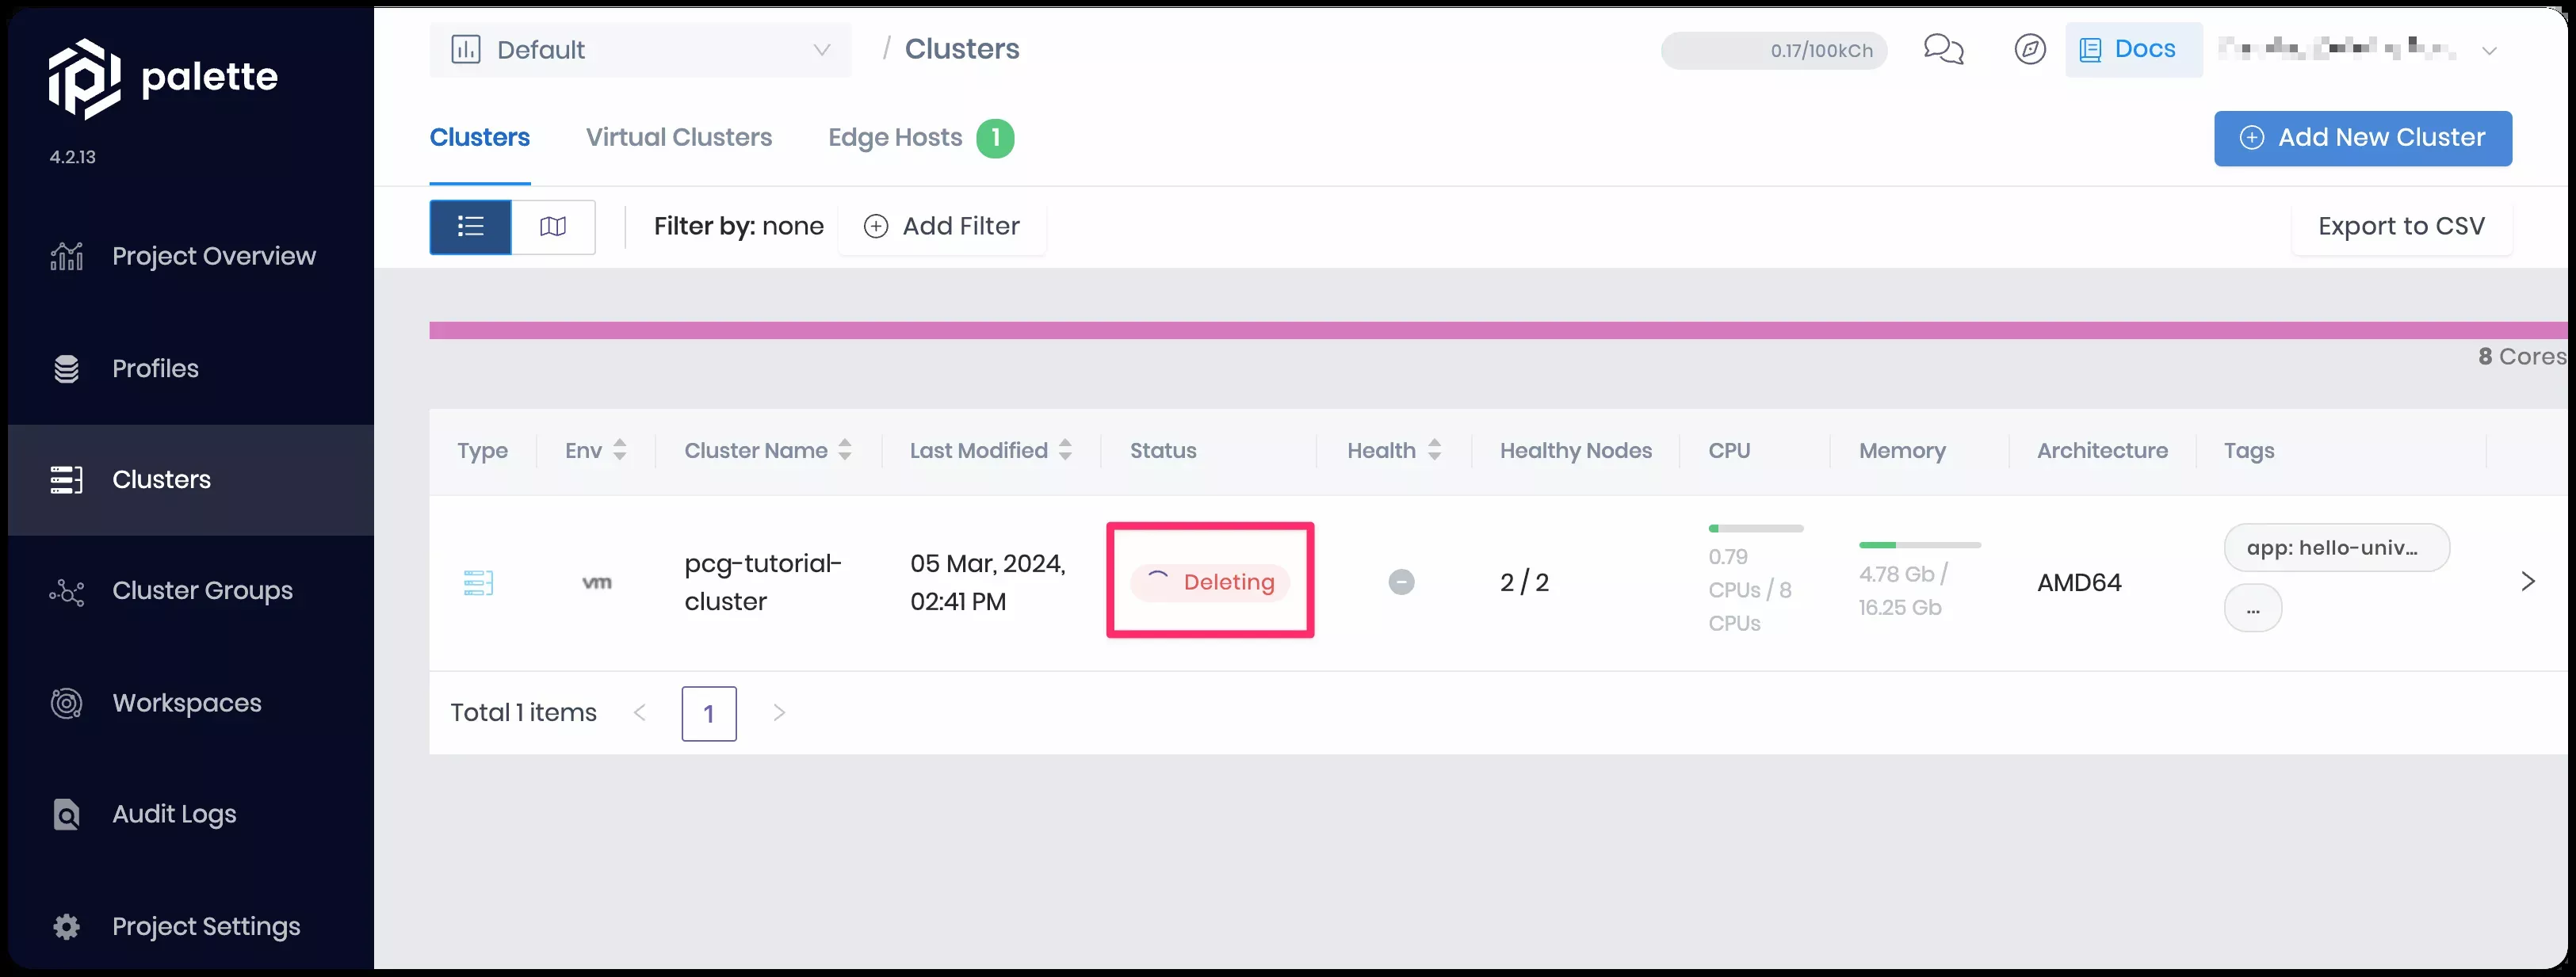 palette
4.2.13
Project Overview
Profiles
Clusters
Cluster Groups
Workspaces
Audit Logs
Project Settings
Default / Clusters
0.17/100kCh
Docs
Clusters Virtual Clusters Edge Hosts 1
Add New Cluster
Filter by: none Add Filter
Export to CSV
8 Cores
Type Env Cluster Name Last Modified Status Health Healthy Nodes CPU Memory Architecture Tags
vm
pcg-tutorial-
cluster
05 Mar, 2024,
02:41 PM
Deleting
2 / 2
0.79
CPUs / 8
CPUs
4.78 Gb /
16.25 Gb
AMD64
app: hello-univ...
...
Total 1 items < 1 >